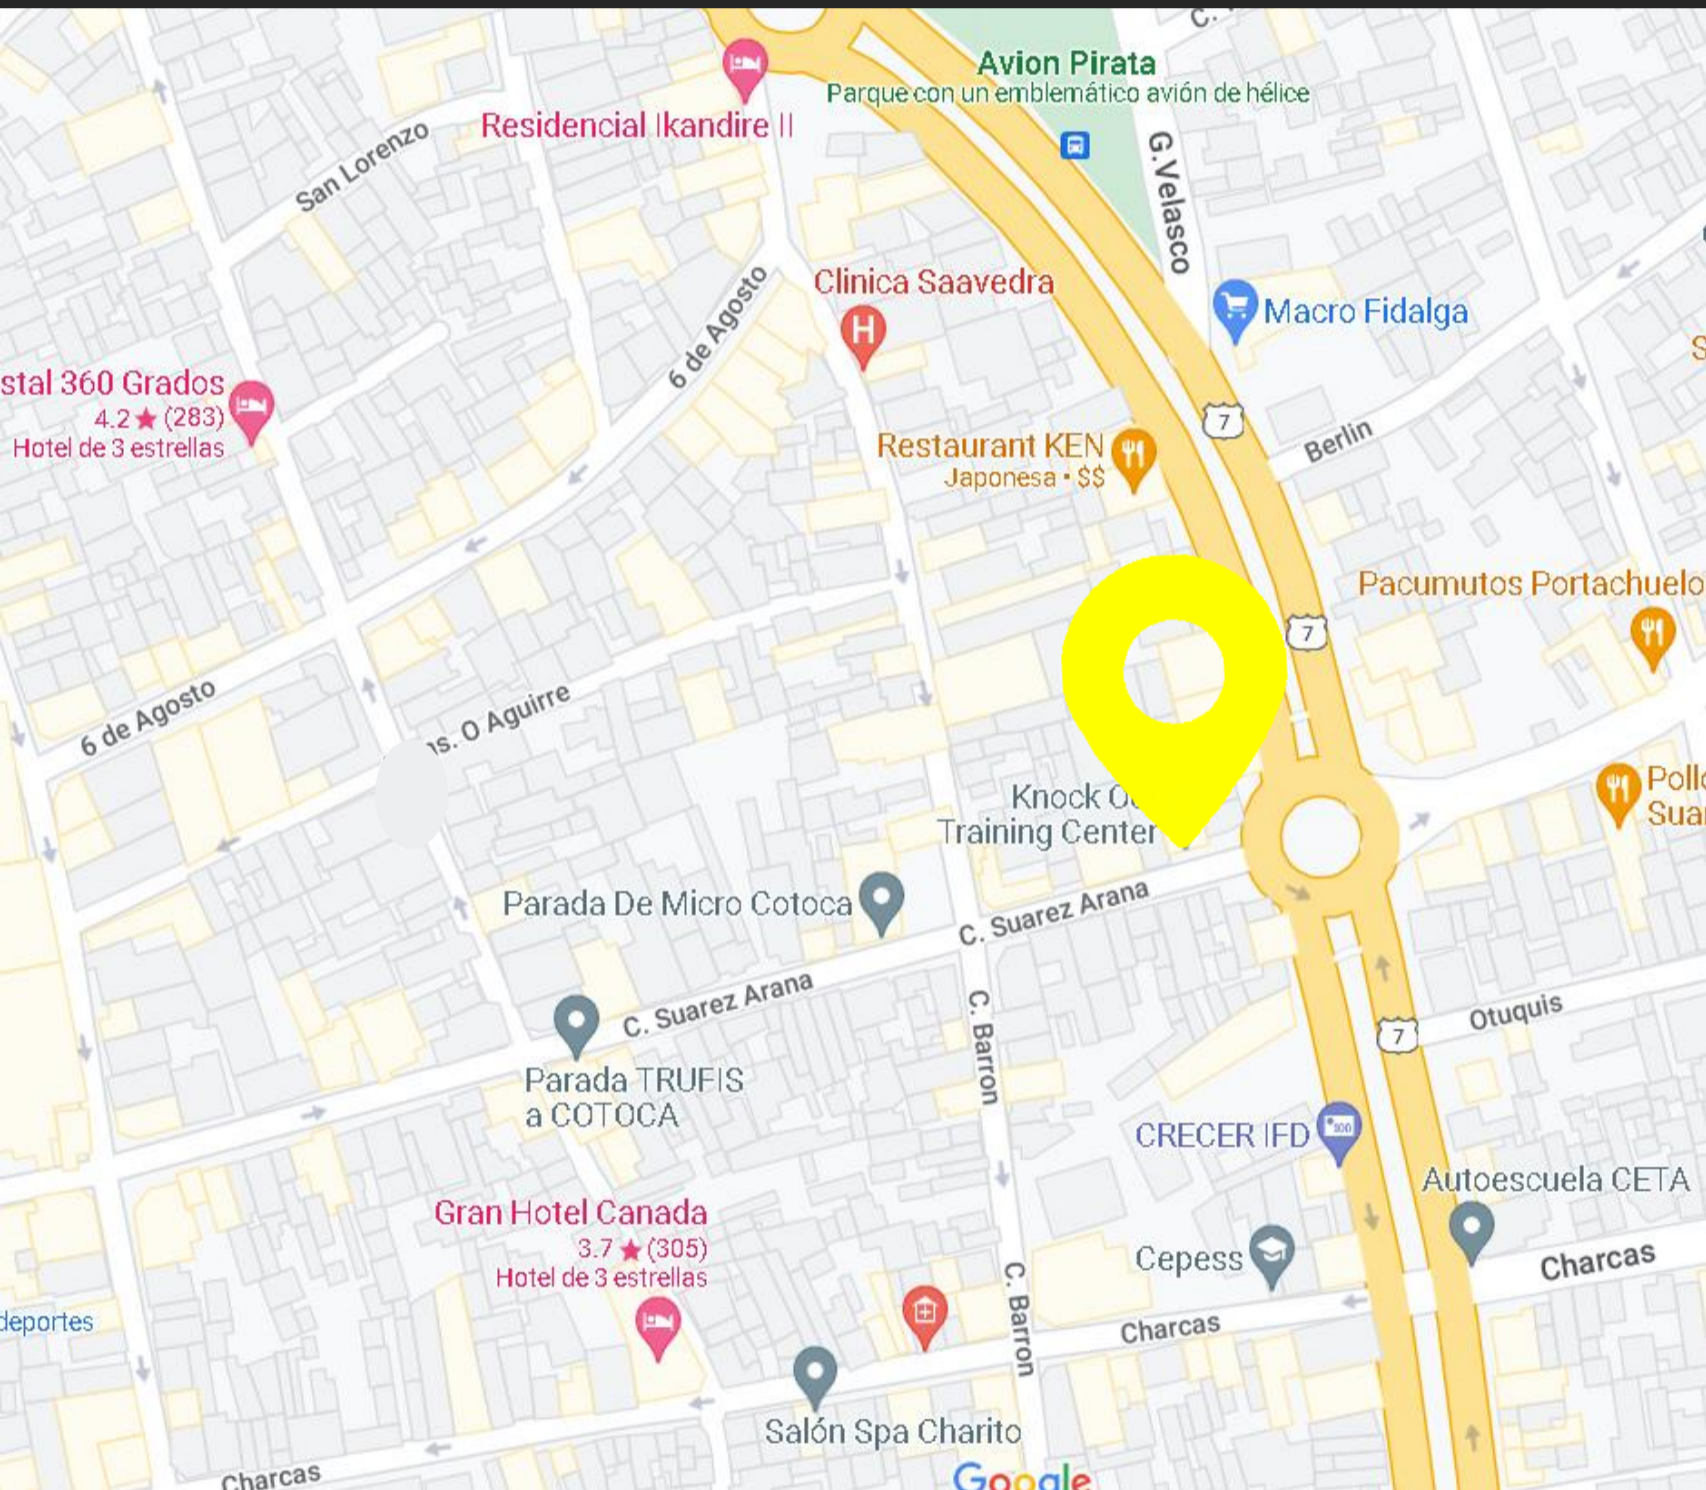 Avion Pirata
Parque con un emblemático avión de hélice
Residencial Ikandire II
San Lorenzo
G.Velasco
6 de Agosto
Clinica Saavedra
H
Macro Fidalga
stal 360 Grados
4.2 ★ (283)
Hotel de 3 estrellas
7
Berlin
Restaurant KEN
Japonesa • $$
Pacumutos Portachuelo
7
6 de Agosto
O Aguirre
Knock
Training Center
Parada De Micro Cotoca
C. Suarez Arana
C. Suarez Arana
C. Barron
Otuquis
7
Parada TRUFIS
a COTOCA
CRECER IFD
Autoescuela CETA
Gran Hotel Canada
3.7 ★ (305)
Hotel de 3 estrellas
Cepess
Charcas
C. Barron
Charcas
deportes
Salón Spa Charito
Charcas
Google